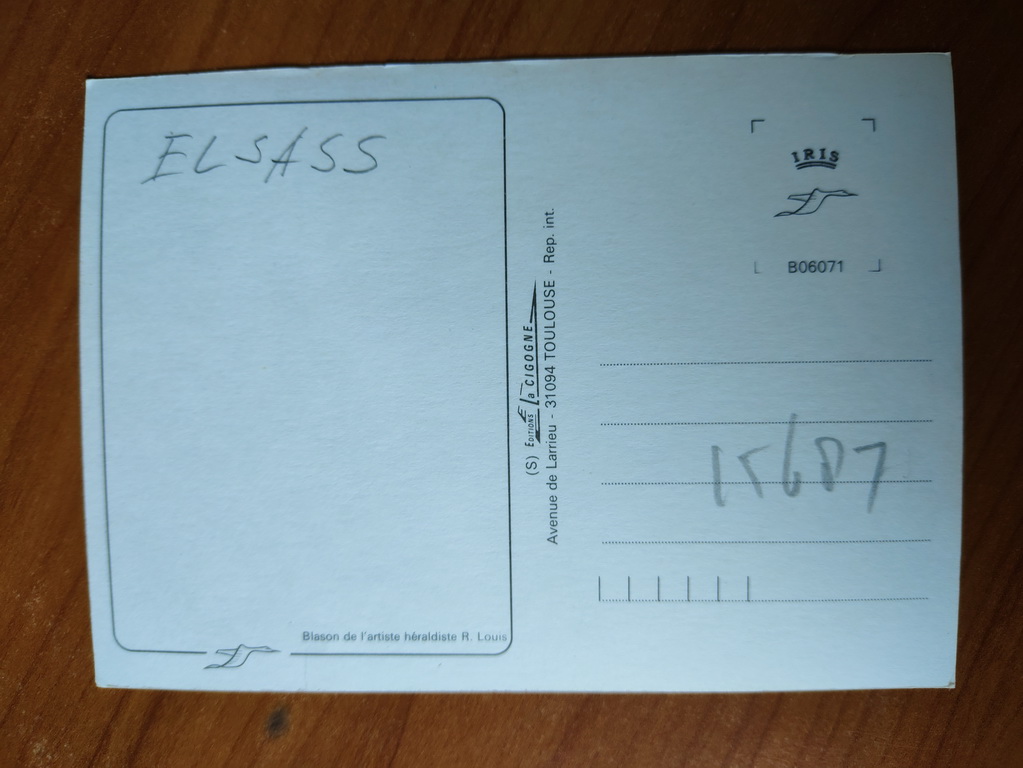 ELSASS
Blason de l'artiste héraldiste R. Louis
(S) EDITIONS La CIGOGNE
Avenue de Larrieu - 31094 TOULOUSE - Rep. int.
IRIS
B06071
15687